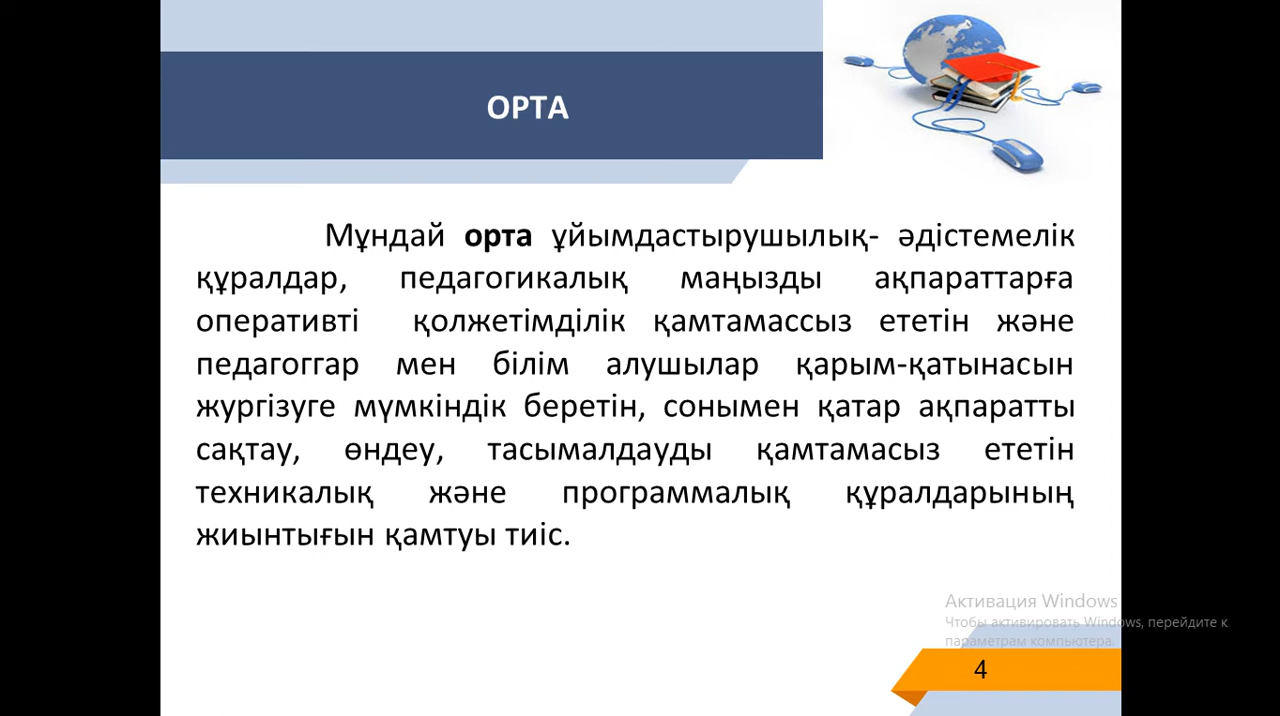 ОРТА
Мұндай орта ұйымдастырушылық- әдістемелік
құралдар, педагогикалық маңызды ақпараттарға
оперативті қолжетімділік қамтамассыз ететін және
педагоггар мен білім алушылар қарым-қатынасын
жургізуге мүмкіндік беретін, сонымен қатар ақпаратты
сақтау, өндеу, тасымалдауды қамтамасыз ететін
техникалық және программалық құралдарының
жиынтығын қамтуы тиіс.
Активация Windows
Чтобы активировать Windows, перейдите к
параметрам компьютера.
4